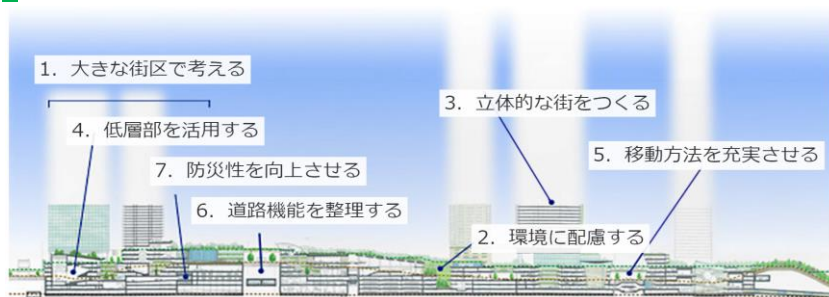 1. 大きな街区で考える
3. 立体的な街をつくる
4. 低層部を活用する
5. 移動方法を充実させる
7. 防災性を向上させる
6. 道路機能を整理する
2. 環境に配慮する